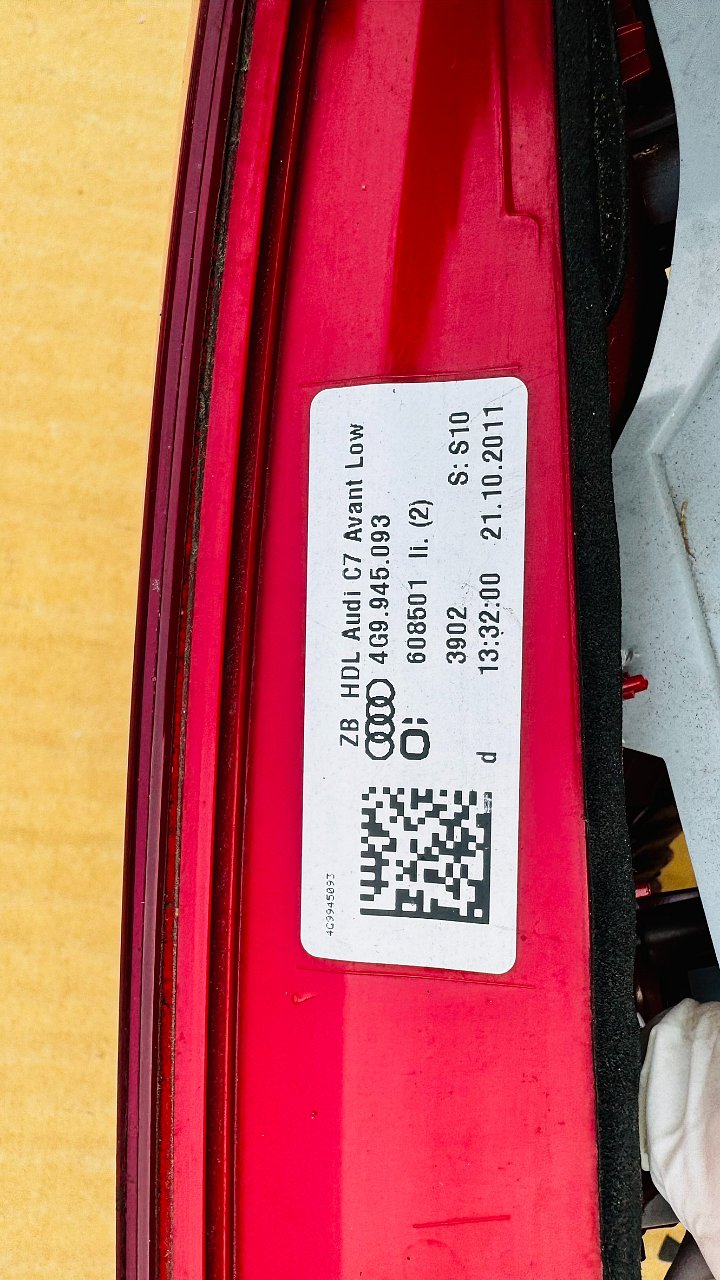 ZB HDL Audi C7 Avant Low
4G9.945.093
608501 li. (2)
3902 S: S10
d 13:32:00 21.10.2011
4G9945093